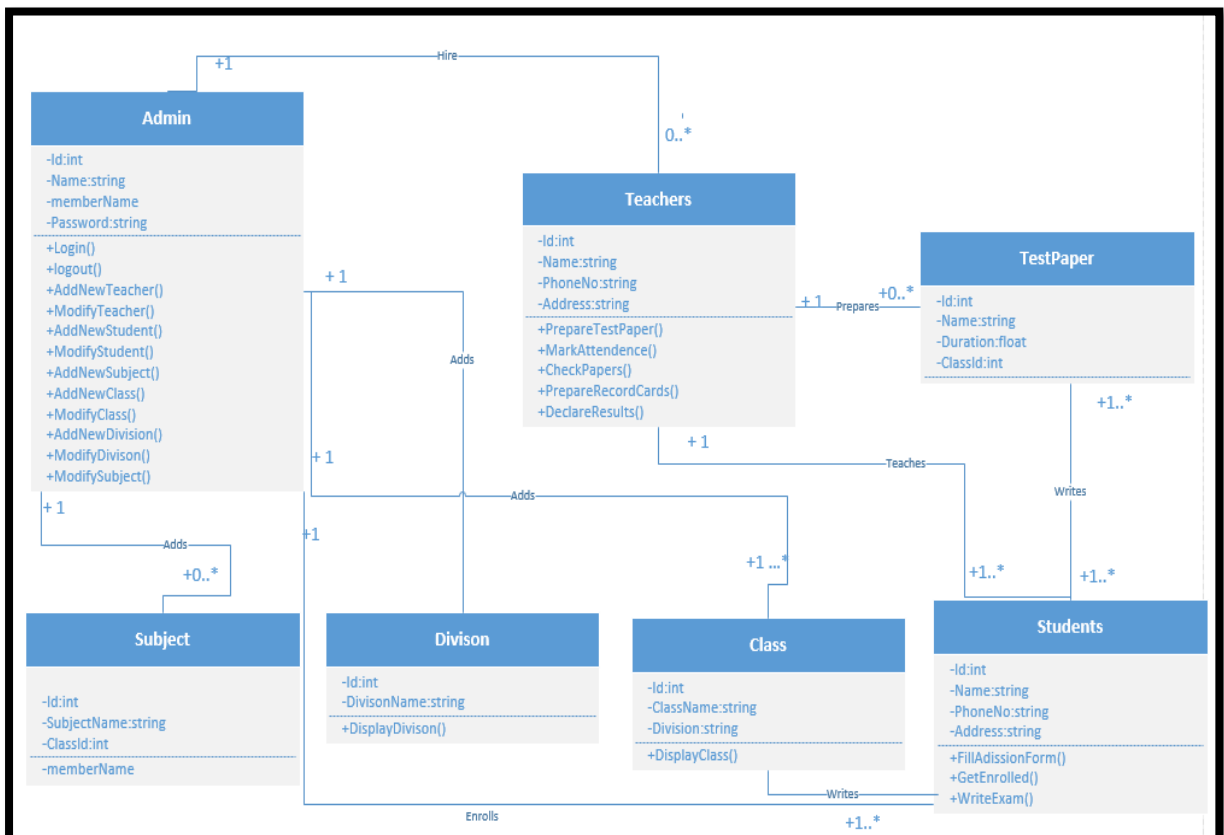 Hire
+1
Admin
-Id:int
-Name:string
-memberName
-Password:string
+Login()
+logout()
+AddNewTeacher()
+ModifyTeacher()
+AddNewStudent()
+ModifyStudent()
+AddNewSubject()
+AddNewClass()
+ModifyClass()
+AddNewDivision()
+ModifyDivison()
+ModifySubject()
0..*
Teachers
-Id:int
-Name:string
-PhoneNo:string
-Address:string
+PrepareTestPaper()
+MarkAttendence()
+CheckPapers()
+PrepareRecordCards()
+DeclareResults()
+ 1
Prepares
+0..*
TestPaper
-Id:int
-Name:string
-Duration:float
-ClassId:int
+ 1
Adds
+ 1
Adds
+1 ...*
+ 1
Teaches
+1..*
+1..*
Writes
+1..*
+ 1
Adds
+0..*
+1
Subject
-Id:int
-SubjectName:string
-ClassId:int
-memberName
Divison
-Id:int
-DivisonName:string
+DisplayDivison()
Class
-Id:int
-ClassName:string
-Division:string
+DisplayClass()
Students
-Id:int
-Name:string
-PhoneNo:string
-Address:string
+FillAdissionForm()
+GetEnrolled()
+WriteExam()
Writes
Enrolls
+1..*